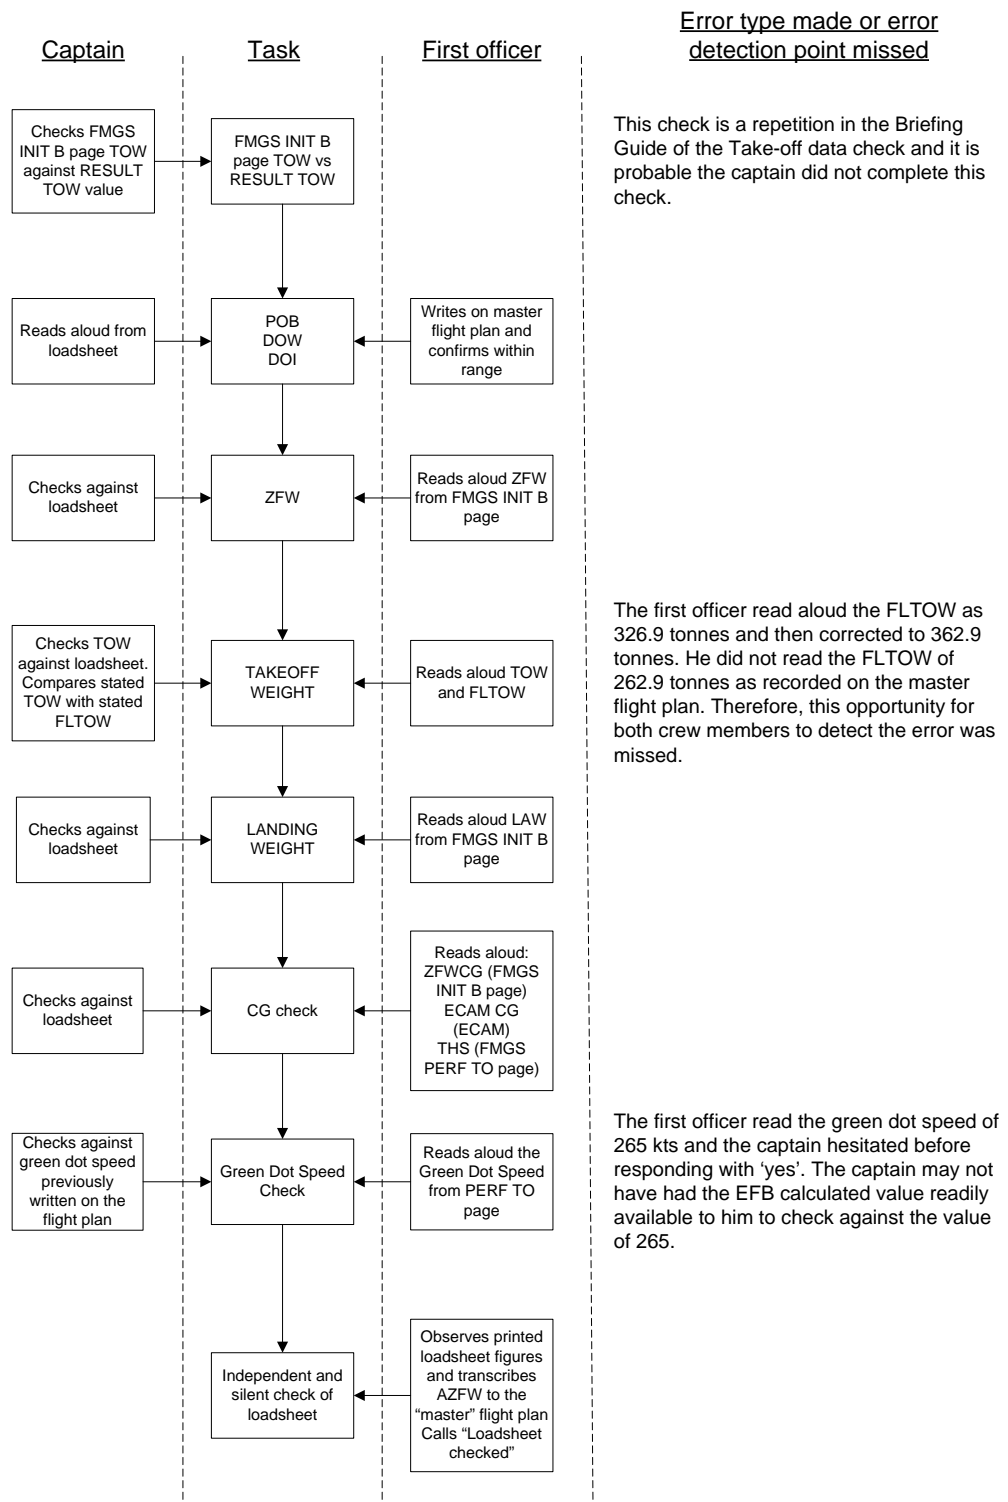 Captain
Task
First officer
Error type made or error
detection point missed
Checks FMGS
INIT B page TOW
against RESULT
TOW value
FMGS INIT B
page TOW vs
RESULT TOW
This check is a repetition in the Briefing
Guide of the Take-off data check and it is
probable the captain did not complete this
check.
Reads aloud from
loadsheet
POB
DOW
DOI
Writes on master
flight plan and
confirms within
range
Checks against
loadsheet
ZFW
Reads aloud ZFW
from FMGS INIT B
page
Checks TOW
against loadsheet.
Compares stated
TOW with stated
FLTOW
TAKEOFF
WEIGHT
Reads aloud TOW
and FLTOW
The first officer read aloud the FLTOW as
326.9 tonnes and then corrected to 362.9
tonnes. He did not read the FLTOW of
262.9 tonnes as recorded on the master
flight plan. Therefore, this opportunity for
both crew members to detect the error was
missed.
Checks against
loadsheet
LANDING
WEIGHT
Reads aloud LAW
from FMGS INIT B
page
Checks against
loadsheet
CG check
Reads aloud:
ZFWCG (FMGS
INIT B page)
ECAM CG
(ECAM)
THS (FMGS
PERF TO page)
Checks against
green dot speed
previously
written on the
flight plan
Green Dot Speed
Check
Reads aloud the
Green Dot Speed
from PERF TO
page
The first officer read the green dot speed of
265 kts and the captain hesitated before
responding with ‘yes’. The captain may not
have had the EFB calculated value readily
available to him to check against the value
of 265.
Independent and
silent check of
loadsheet
Observes printed
loadsheet figures
and transcribes
AZFW to the
“master” flight plan
Calls “Loadsheet
checked”